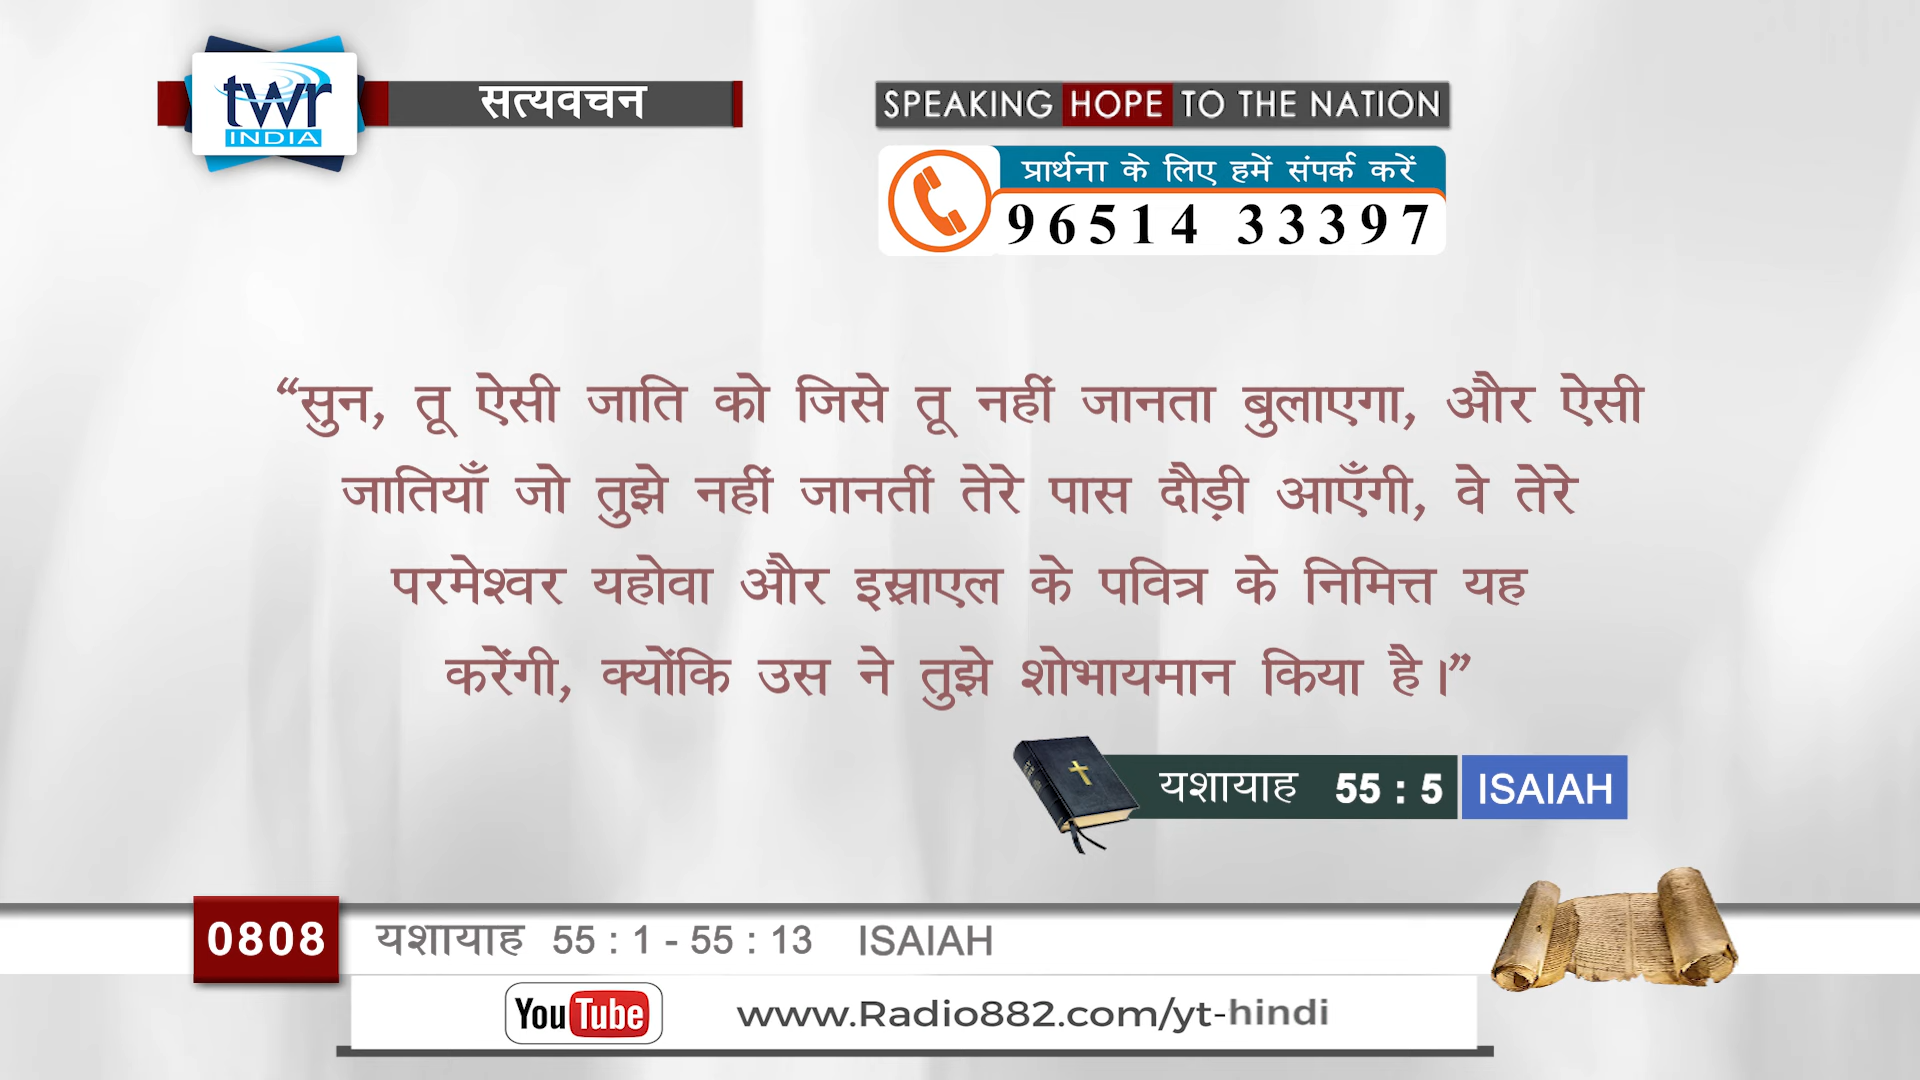 twr
INDIA
सत्यवचन
SPEAKING HOPE TO THE NATION
प्रार्थना के लिए हमें संपर्क करें
96514 33397
“सुन, तू ऐसी जाति को जिसे तू नहीं जानता बुलाएगा, और ऐसी
जातियाँ जो तुझे नहीं जानतीं तेरे पास दौड़ी आएँगी, वे तेरे
परमेश्वर यहोवा और इस्राएल के पवित्र के निमित्त यह
करेंगी, क्योंकि उस ने तुझे शोभायमान किया है।”
यशायाह 55 : 5 ISAIAH
0808 यशायाह 55 : 1 - 55 : 13 ISAIAH
YouTube www.Radio882.com/yt-hindi